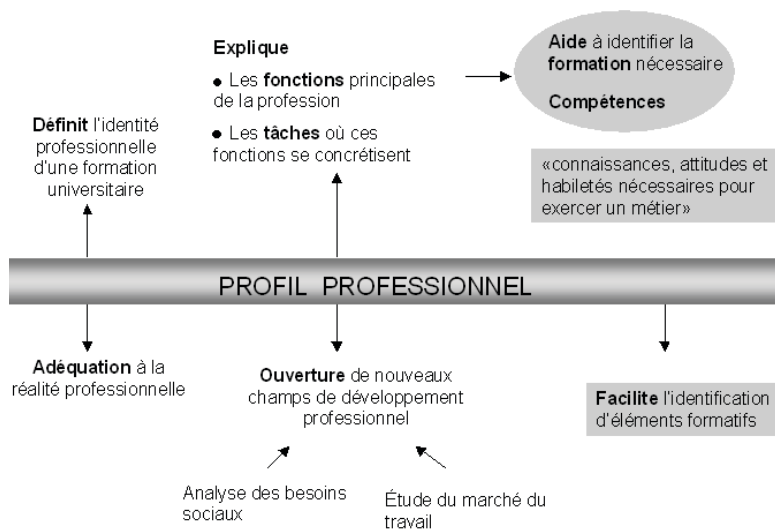 Explique
• Les fonctions principales
de la profession
• Les tâches où ces
fonctions se concrétisent
Aide à identifier la
formation nécessaire
Compétences
Définit l'identité
professionnelle
d'une formation
universitaire
«connaissances, attitudes et
habiletés nécessaires pour
exercer un métier»
PROFIL PROFESSIONNEL
Adéquation à la
réalité professionnelle
Ouverture de nouveaux
champs de développement
professionnel
Facilite l'identification
d'éléments formatifs
Analyse des besoins
sociaux
Étude du marché du
travail